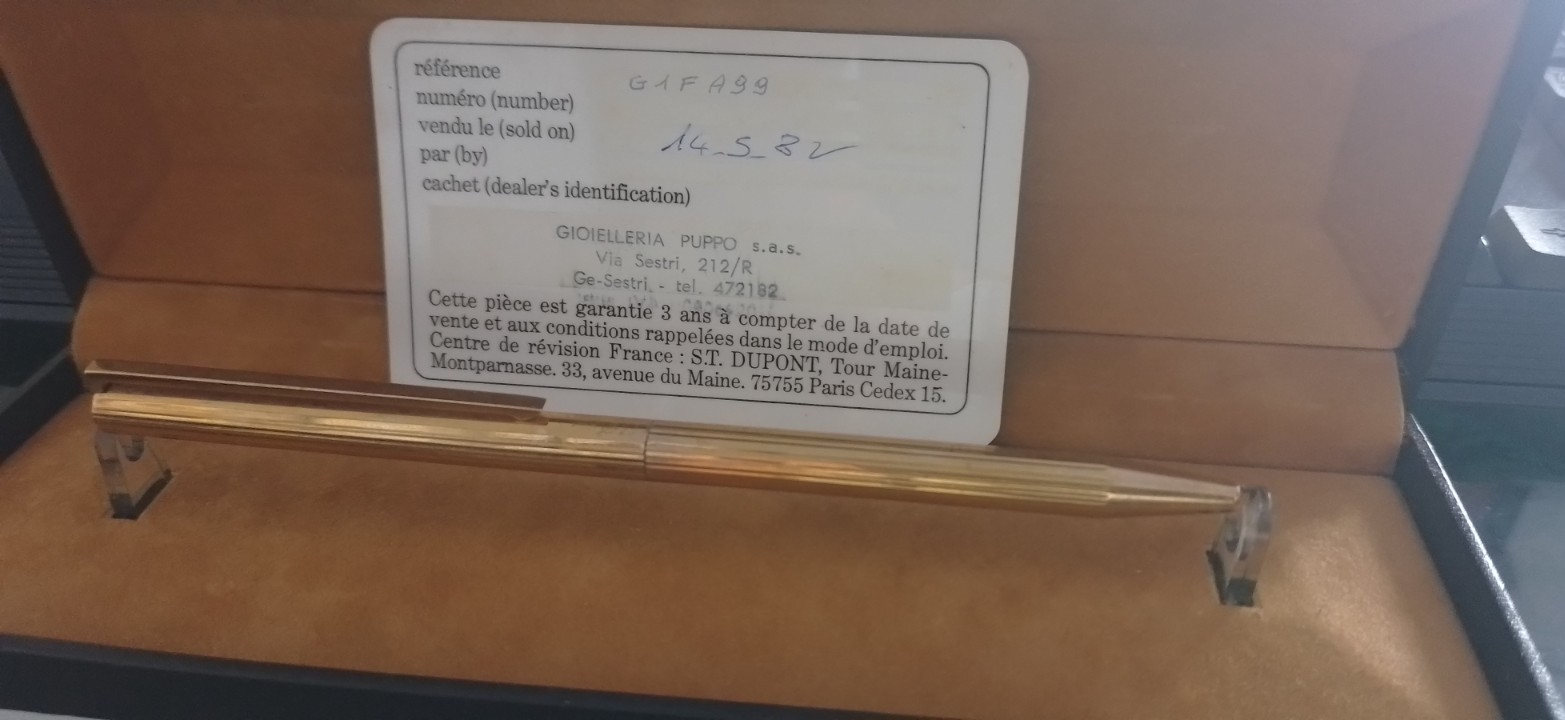 référence
G1FA99
numéro (number)
vendu le (sold on)
14-5-82
par (by)
cachet (dealer's identification)
GIOIELLERIA PUPPO s.a.s.
Via Sestri, 212/R
Ge-Sestri - tel. 472182
Cette pièce est garantie 3 ans à compter de la date de
vente et aux conditions rappelées dans le mode d'emploi.
Centre de révision France : S.T. DUPONT, Tour Maine-
Montparnasse. 33, avenue du Maine. 75755 Paris Cedex 15.